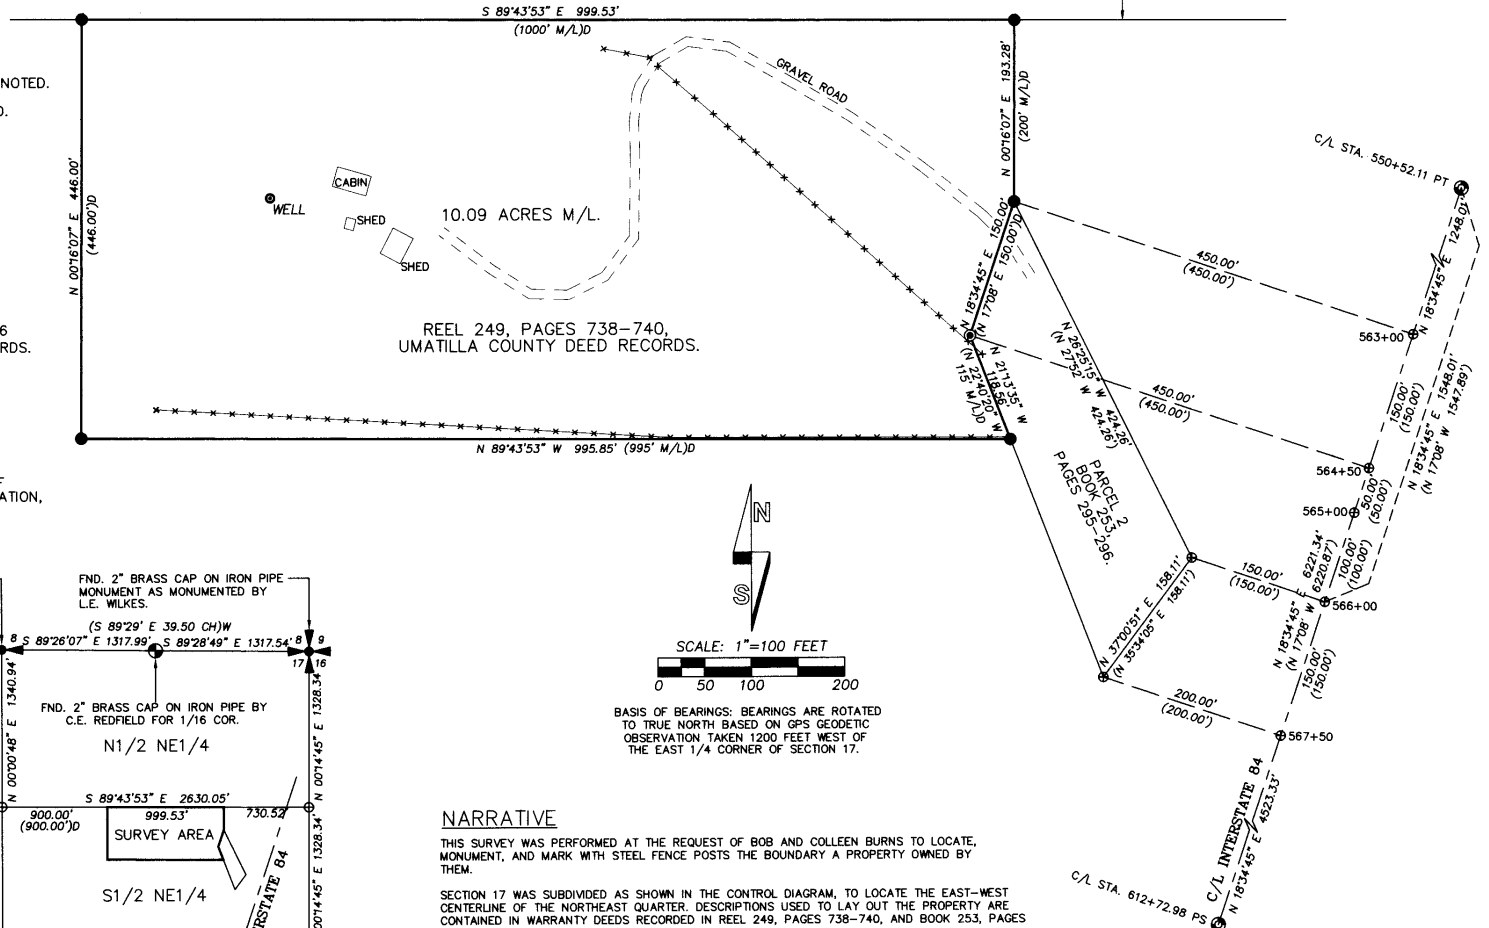 S 89°43'53" E 999.53'
(1000' M/L)D
NOTED.
N 00°16'07" E 193.28'
(200' M/L)D
GRAVEL ROAD
C/L STA. 550+52.11 PT
N 00°16'07" E 446.00'
(446.00')D
CABIN
WELL
SHED
SHED
10.09 ACRES M/L.
N 18°34'45" E 150.00'
(N 17°08' E 150.00')D
450.00'
(450.00')
N 18°34'45" E 1248.01'
563+00
REEL 249, PAGES 738-740,
UMATILLA COUNTY DEED RECORDS.
6
RDS.
N 21°13'35" W
118.56'
(N 22°40'20" W
115' M/L)D
N 26°25'15" W 424.26'
(N 27°52' W 424.26')
450.00'
(450.00')
150.00'
(150.00')
N 18°34'45" E 1548.01'
(N 17°08' W 1547.89')
N 89°43'53" W 995.85' (995' M/L)D
PARCEL 2
BOOK 253,
PAGES 295-296.
564+50
50.00'
(50.00')
565+00
ATION,
N
S
SCALE: 1"=100 FEET
0 50 100 200
BASIS OF BEARINGS: BEARINGS ARE ROTATED
TO TRUE NORTH BASED ON GPS GEODETIC
OBSERVATION TAKEN 1200 FEET WEST OF
THE EAST 1/4 CORNER OF SECTION 17.
150.00'
(150.00')
100.00'
(100.00')
566+00
N 37°00'51" E 158.11'
(N 35°34'05" E 158.11')
N 18°34'45" E 6221.34'
(N 17°08' W 6220.87')
150.00'
(150.00')
200.00'
(200.00')
567+50
FND. 2" BRASS CAP ON IRON PIPE
MONUMENT AS MONUMENTED BY
L.E. WILKES.
(S 89°29' E 39.50 CH)W
8 S 89°26'07" E 1317.99' S 89°28'49" E 1317.54' 8 9
17 16
N 00°00'48" E 1340.94'
FND. 2" BRASS CAP ON IRON PIPE BY
C.E. REDFIELD FOR 1/16 COR.
N1/2 NE1/4
N 00°14'45" E 1328.34'
S 89°43'53" E 2630.05'
900.00'
(900.00')D
999.53'
730.52'
SURVEY AREA
S1/2 NE1/4
00°14'45" E 1328.34'
ERSTATE 84
NARRATIVE
THIS SURVEY WAS PERFORMED AT THE REQUEST OF BOB AND COLLEEN BURNS TO LOCATE,
MONUMENT, AND MARK WITH STEEL FENCE POSTS THE BOUNDARY A PROPERTY OWNED BY
THEM.
SECTION 17 WAS SUBDIVIDED AS SHOWN IN THE CONTROL DIAGRAM, TO LOCATE THE EAST-WEST
CENTERLINE OF THE NORTHEAST QUARTER. DESCRIPTIONS USED TO LAY OUT THE PROPERTY ARE
CONTAINED IN WARRANTY DEEDS RECORDED IN REEL 249, PAGES 738-740, AND BOOK 253, PAGES
C/L INTERSTATE 84
N 18°34'45" E 4523.33'
C/L STA. 612+72.98 PS